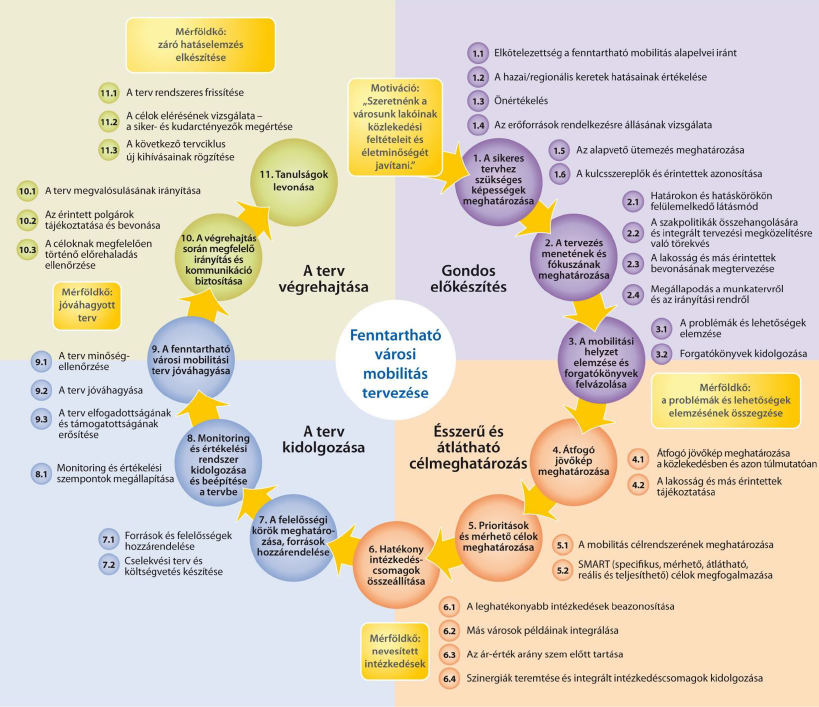 Mérföldkő:
záró hatáselemzés
elkészítése
11.1 A terv rendszeres frissítése
11.2 A célok elérésének vizsgálata –
a siker- és kudarctényezők megértése
11.3 A következő tervciklus
új kihívásainak rögzítése
11. Tanulságok
levonása
10.1 A terv megvalósulásának irányítása
10.2 Az érintett polgárok
tájékoztatása és bevonása
10.3 A céloknak megfelelően
történő előrehaladás
ellenőrzése
10. A végrehajtás
során megfelelő
irányítás és
kommunikáció
biztosítása
A terv
végrehajtása
Mérföldkő:
jóváhagyott
terv
Motiváció:
„Szeretnénk a
városunk lakóinak
közlekedési
feltételeit és
életminőségét
javítani.”
1.1 Elkötelezettség a fenntartható mobilitás alapelvei iránt
1.2 A hazai/regionális keretek hatásainak értékelése
1.3 Önértékelés
1.4 Az erőforrások rendelkezésre állásának vizsgálata
1.5 Az alapvető ütemezés meghatározása
1.6 A kulcsszereplők és érintettek azonosítása
1. A sikeres
tervhez
szükséges
képességek
meghatározása
2.1 Határokon és hatáskörökön
felülemelkedő látásmód
2.2 A szakpolitikák összehangolására
és integrált tervezési megközelítésre
való törekvés
2.3 A lakosság és más érintettek
bevonásának megtervezése
2.4 Megállapodás a munkatervről
és az irányítási rendről
2. A tervezés
menetének és
fókuszának
meghatározása
Gondos
előkészítés
3.1 A problémák és lehetőségek
elemzése
3.2 Forgatókönyvek kidolgozása
3. A mobilitási
helyzet
elemzése és
forgatókönyvek
felvázolása
Mérföldkő:
a problémák és lehetőségek
elemzésének összegzése
Fenntartható
városi
mobilitás
tervezése
9. A fenntartható
városi mobilitási
terv jóváhagyása
9.1 A terv minőség-
ellenőrzése
9.2 A terv jóváhagyása
9.3 A terv elfogadottságának
és támogatottságának
erősítése
8.1 Monitoring és értékelési
szempontok megállapítása
8. Monitoring
és értékelési
rendszer
kidolgozása
és beépítése
a tervbe
A terv
kidolgozása
7. A felelősségi
körök meghatáro-
zása, források
hozzárendelése
7.1 Források és felelősségek
hozzárendelése
7.2 Cselekvési terv és
költségvetés készítése
Ésszerű és
átlátható
célmeghatározás
4. Átfogó
jövőkép
meghatározása
4.1 Átfogó jövőkép meghatározása
a közlekedésben és azon túlmutatóan
4.2 A lakosság és más érintettek
tájékoztatása
5. Prioritások
és mérhető célok
meghatározása
5.1 A mobilitás célrendszerének meghatározása
5.2 SMART (specifikus, mérhető, átlátható,
reális és teljesíthető) célok megfogalmazása
6. Hatékony
intézkedés-
csomagok
összeállítása
6.1 A leghatékonyabb intézkedések beazonosítása
6.2 Más városok példáinak integrálása
6.3 Az ár-érték arány szem előtt tartása
6.4 Szinergiák teremtése és integrált intézkedéscsomagok kidolgozása
Mérföldkő:
nevesített
intézkedések